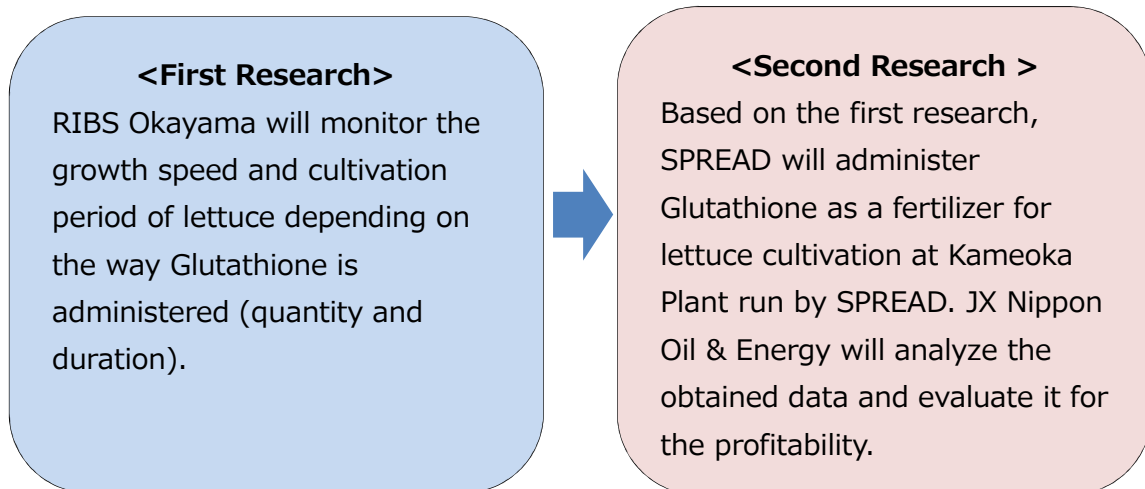 <First Research>
RIBS Okayama will monitor the
growth speed and cultivation
period of lettuce depending on
the way Glutathione is
administered (quantity and
duration).
<Second Research >
Based on the first research,
SPREAD will administer
Glutathione as a fertilizer for
lettuce cultivation at Kameoka
Plant run by SPREAD. JX Nippon
Oil & Energy will analyze the
obtained data and evaluate it for
the profitability.